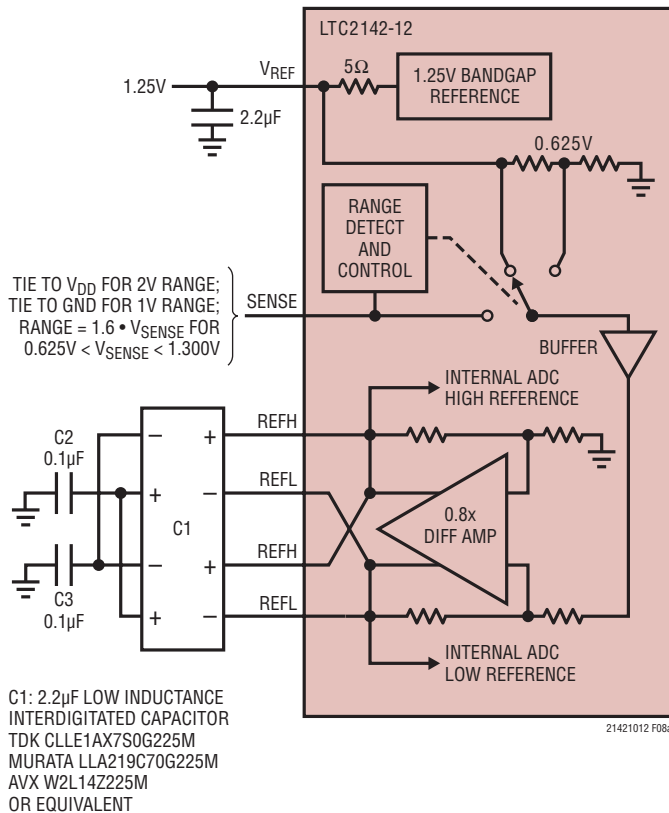 LTC2142-12
VREF
5Ω
1.25V
1.25V BANDGAP
REFERENCE
2.2µF
0.625V
RANGE
DETECT
AND
CONTROL
TIE TO VDD FOR 2V RANGE;
TIE TO GND FOR 1V RANGE;
RANGE = 1.6 • VSENSE FOR
0.625V < VSENSE < 1.300V
SENSE
BUFFER
INTERNAL ADC
HIGH REFERENCE
C2
0.1µF
–
+
REFH
+
–
REFL
0.8x
DIFF AMP
C1
–
+
REFH
C3
0.1µF
+
–
REFL
INTERNAL ADC
LOW REFERENCE
C1: 2.2µF LOW INDUCTANCE
INTERDIGITATED CAPACITOR
TDK CLLE1AX7S0G225M
MURATA LLA219C70G225M
AVX W2L14Z225M
OR EQUIVALENT
21421012 F08a